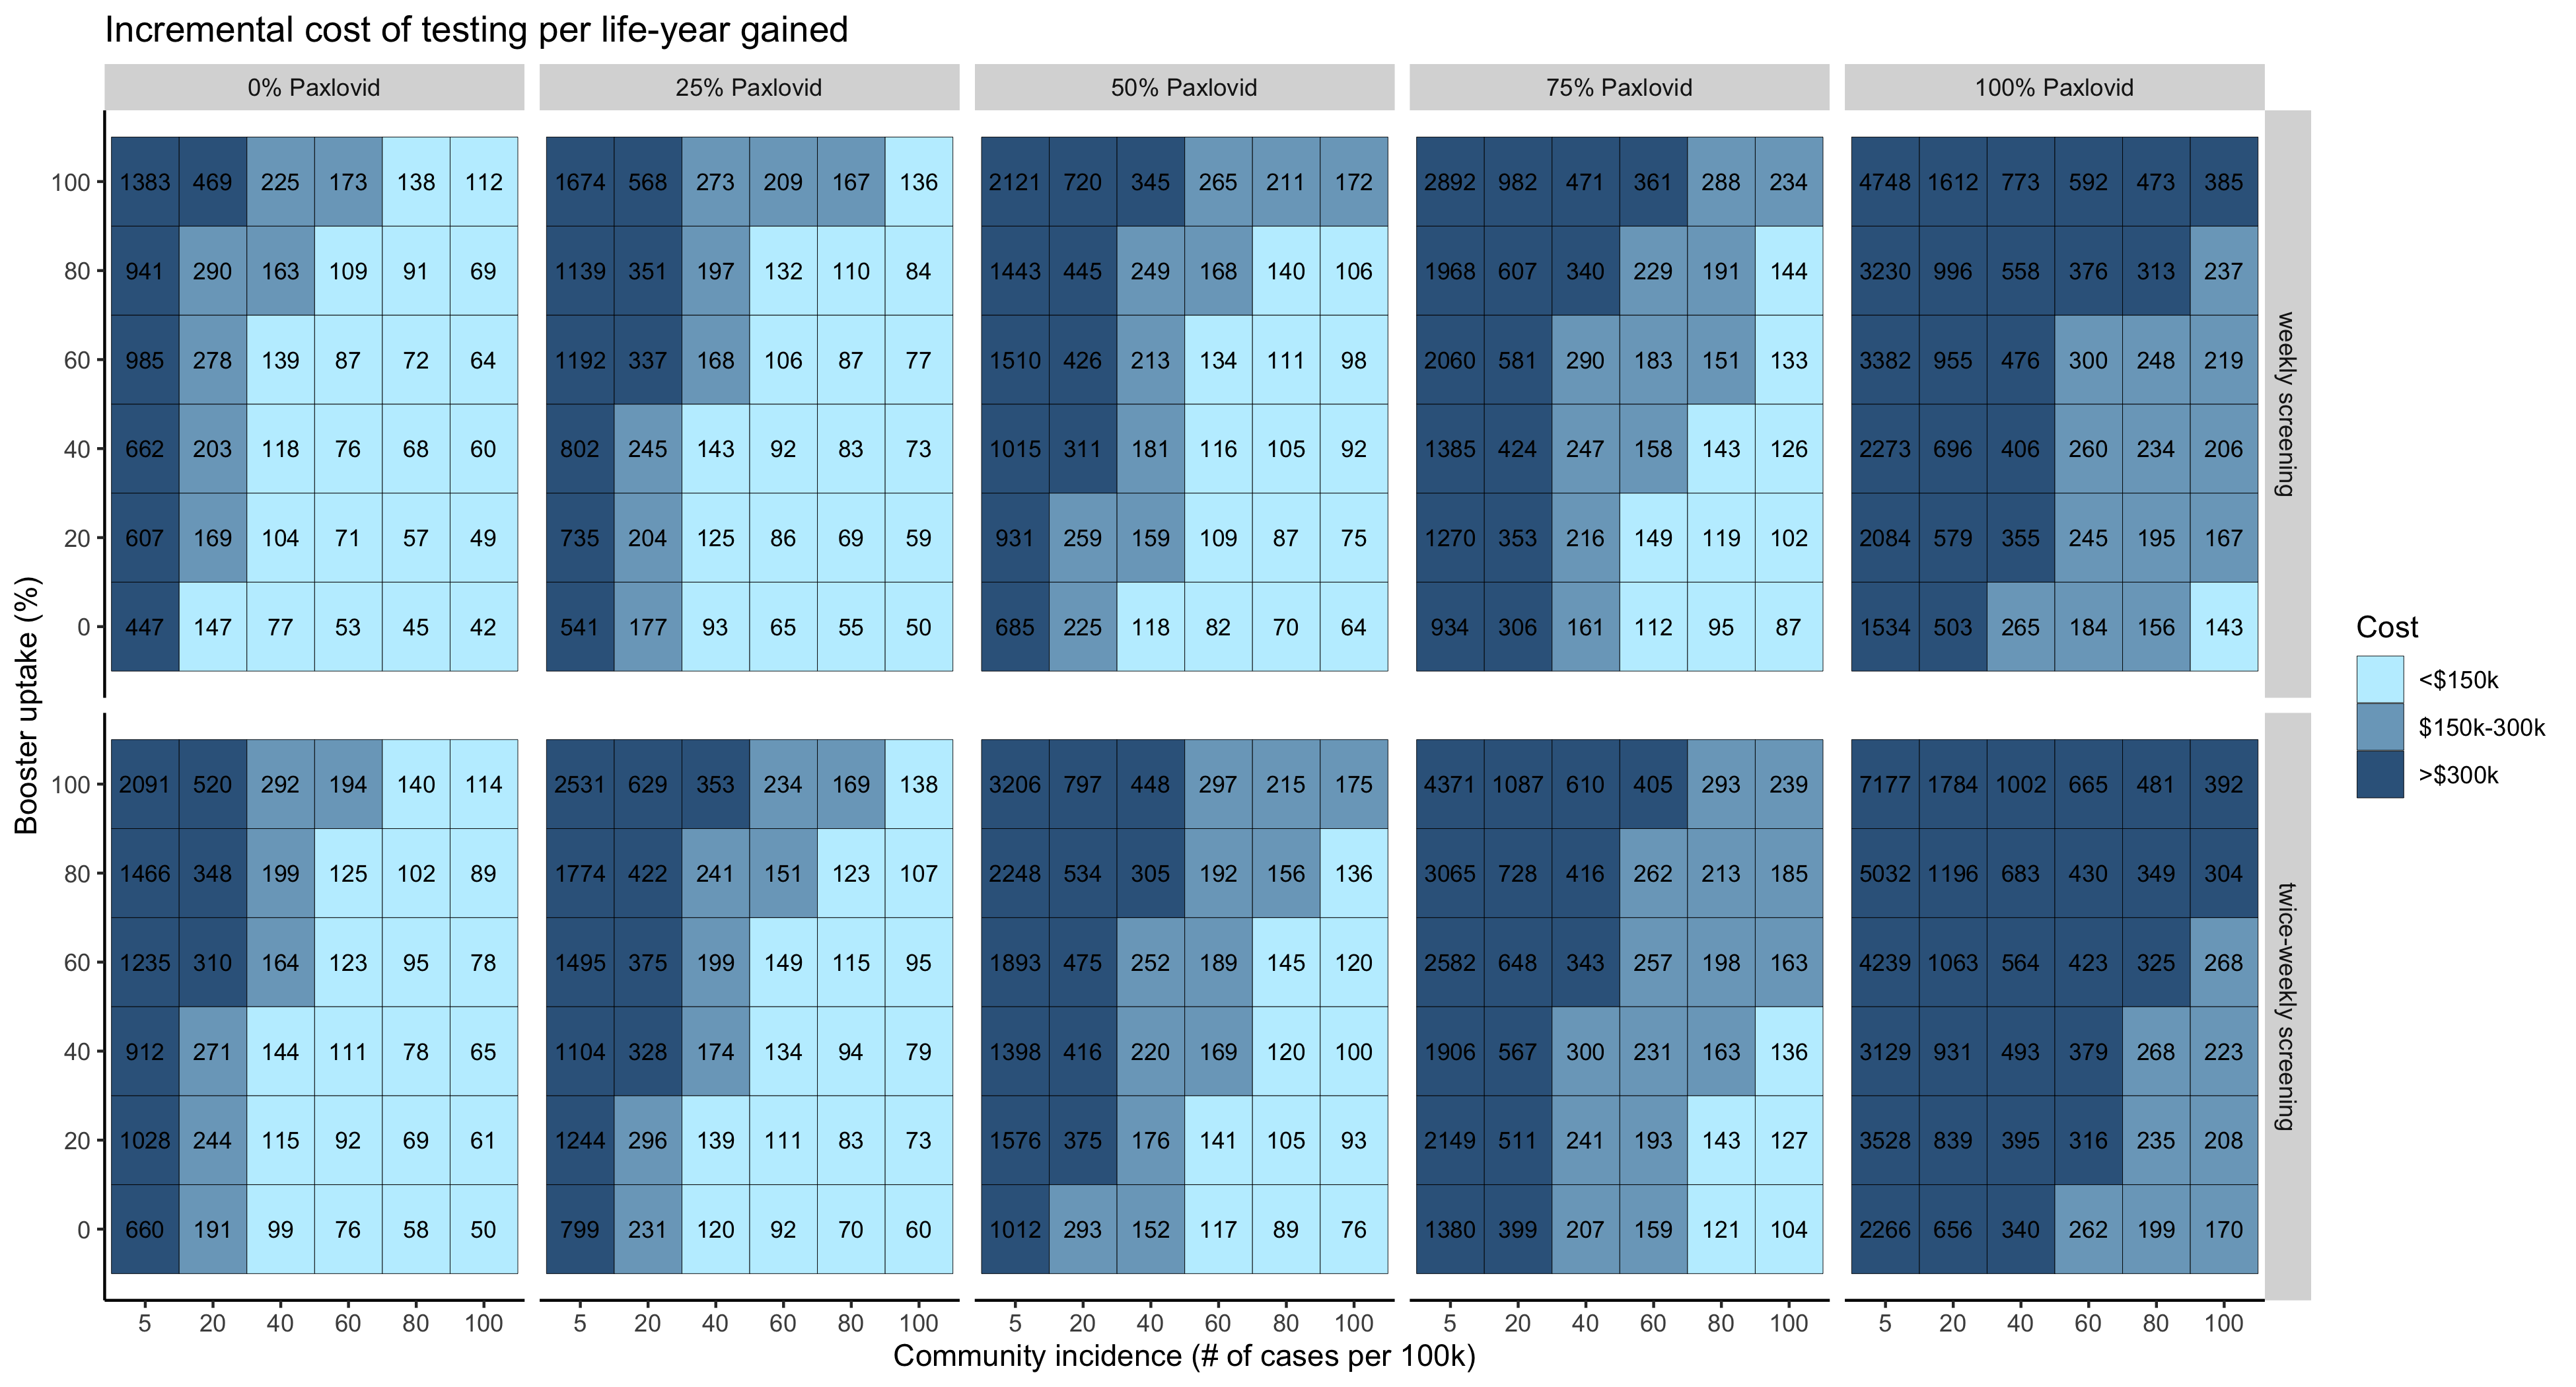 Incremental cost of testing per life-year gained
0% Paxlovid 25% Paxlovid 50% Paxlovid 75% Paxlovid 100% Paxlovid
100 1383 469 225 173 138 112 1674 568 273 209 167 136 2121 720 345 265 211 172 2892 982 471 361 288 234 4748 1612 773 592 473 385
80 941 290 163 109 91 69 1139 351 197 132 110 84 1443 445 249 168 140 106 1968 607 340 229 191 144 3230 996 558 376 313 237
60 985 278 139 87 72 64 1192 337 168 106 87 77 1510 426 213 134 111 98 2060 581 290 183 151 133 3382 955 476 300 248 219
40 662 203 118 76 68 60 802 245 143 92 83 73 1015 311 181 116 105 92 1385 424 247 158 143 126 2273 696 406 260 234 206
20 607 169 104 71 57 49 735 204 125 86 69 59 931 259 159 109 87 75 1270 353 216 149 119 102 2084 579 355 245 195 167
0 447 147 77 53 45 42 541 177 93 65 55 50 685 225 118 82 70 64 934 306 161 112 95 87 1534 503 265 184 156 143
weekly screening
100 2091 520 292 194 140 114 2531 629 353 234 169 138 3206 797 448 297 215 175 4371 1087 610 405 293 239 7177 1784 1002 665 481 392
80 1466 348 199 125 102 89 1774 422 241 151 123 107 2248 534 305 192 156 136 3065 728 416 262 213 185 5032 1196 683 430 349 304
60 1235 310 164 123 95 78 1495 375 199 149 115 95 1893 475 252 189 145 120 2582 648 343 257 198 163 4239 1063 564 423 325 268
40 912 271 144 111 78 65 1104 328 174 134 94 79 1398 416 220 169 120 100 1906 567 300 231 163 136 3129 931 493 379 268 223
20 1028 244 115 92 69 61 1244 296 139 111 83 73 1576 375 176 141 105 93 2149 511 241 193 143 127 3528 839 395 316 235 208
0 660 191 99 76 58 50 799 231 120 92 70 60 1012 293 152 117 89 76 1380 399 207 159 121 104 2266 656 340 262 199 170
twice-weekly screening
5 20 40 60 80 100 5 20 40 60 80 100 5 20 40 60 80 100 5 20 40 60 80 100 5 20 40 60 80 100
Community incidence (# of cases per 100k)
Booster uptake (%)
Cost
<$150k
$150k-300k
>$300k